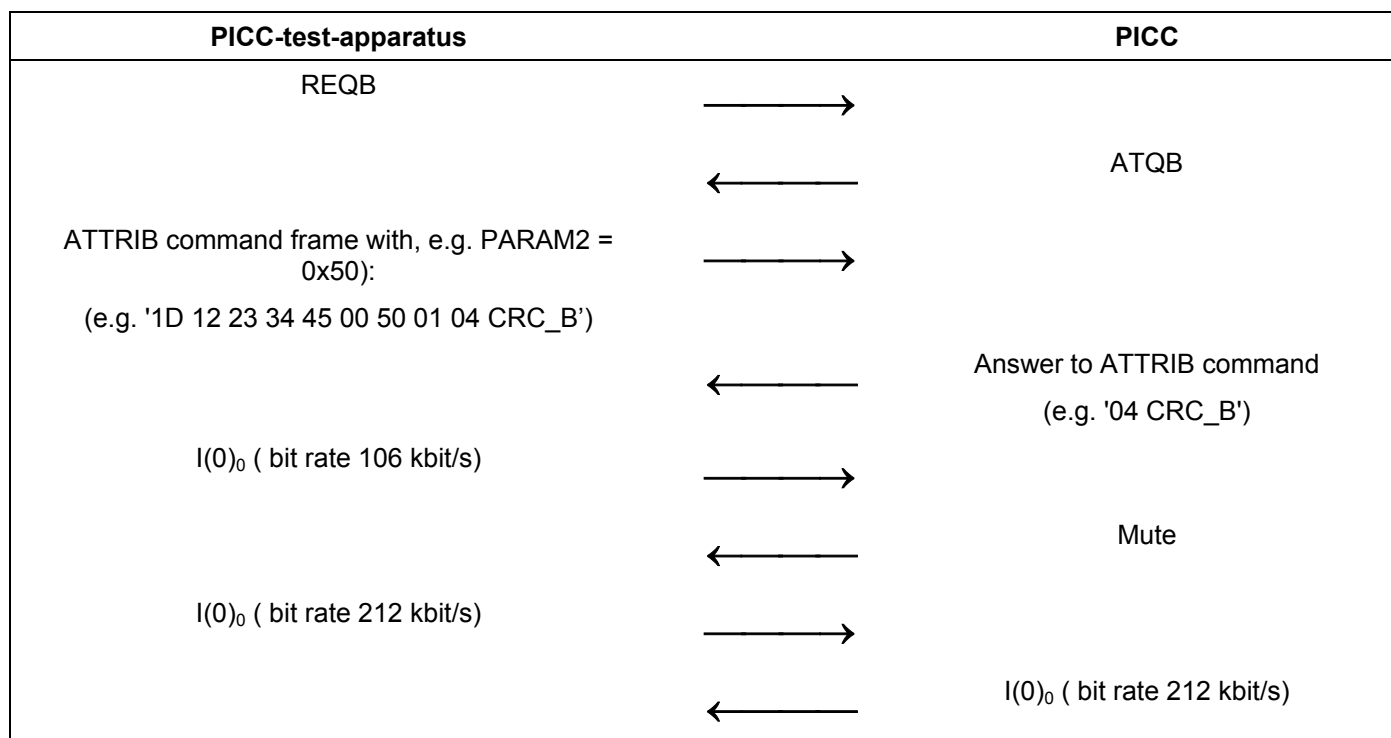 PICC-test-apparatus PICC
REQB
ATQB
ATTRIB command frame with, e.g. PARAM2 =
0x50):
(e.g. '1D 12 23 34 45 00 50 01 04 CRC_B’)
Answer to ATTRIB command
(e.g. '04 CRC_B')
I(0)₀ ( bit rate 106 kbit/s)
Mute
I(0)₀ ( bit rate 212 kbit/s)
I(0)₀ ( bit rate 212 kbit/s)